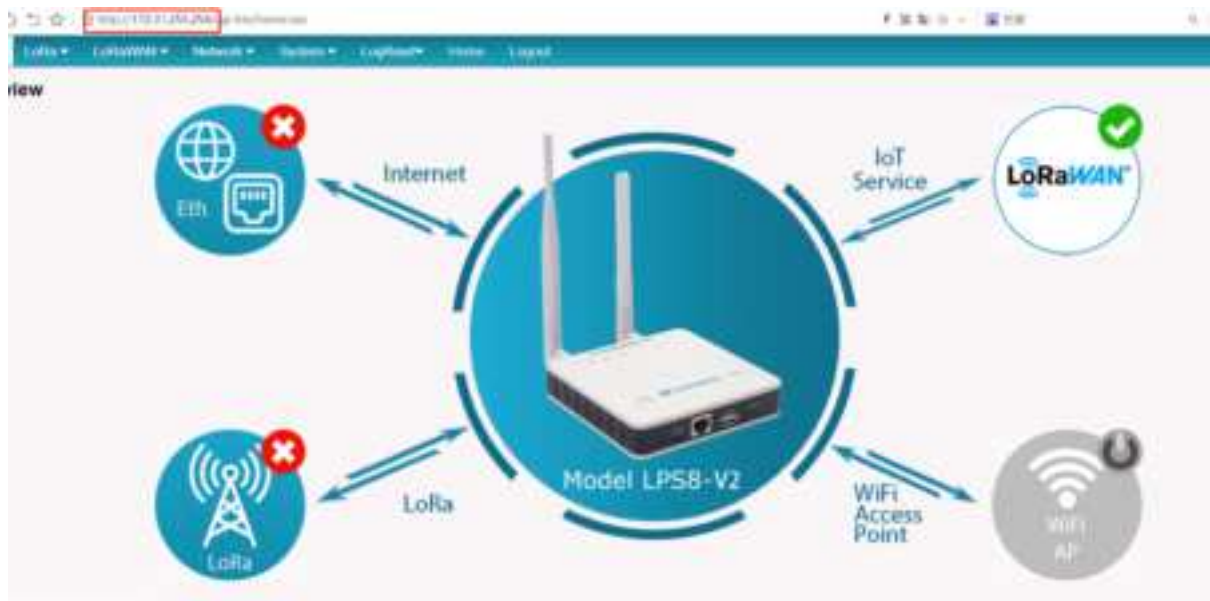 LoRa LoRaWAN Network System LogRead Home Logout
view
Internet
Eth
IoT
Service
LoRaWAN
Model LPS8-V2
LoRa
LoRa
WiFi
Access
Point
WiFi
AP